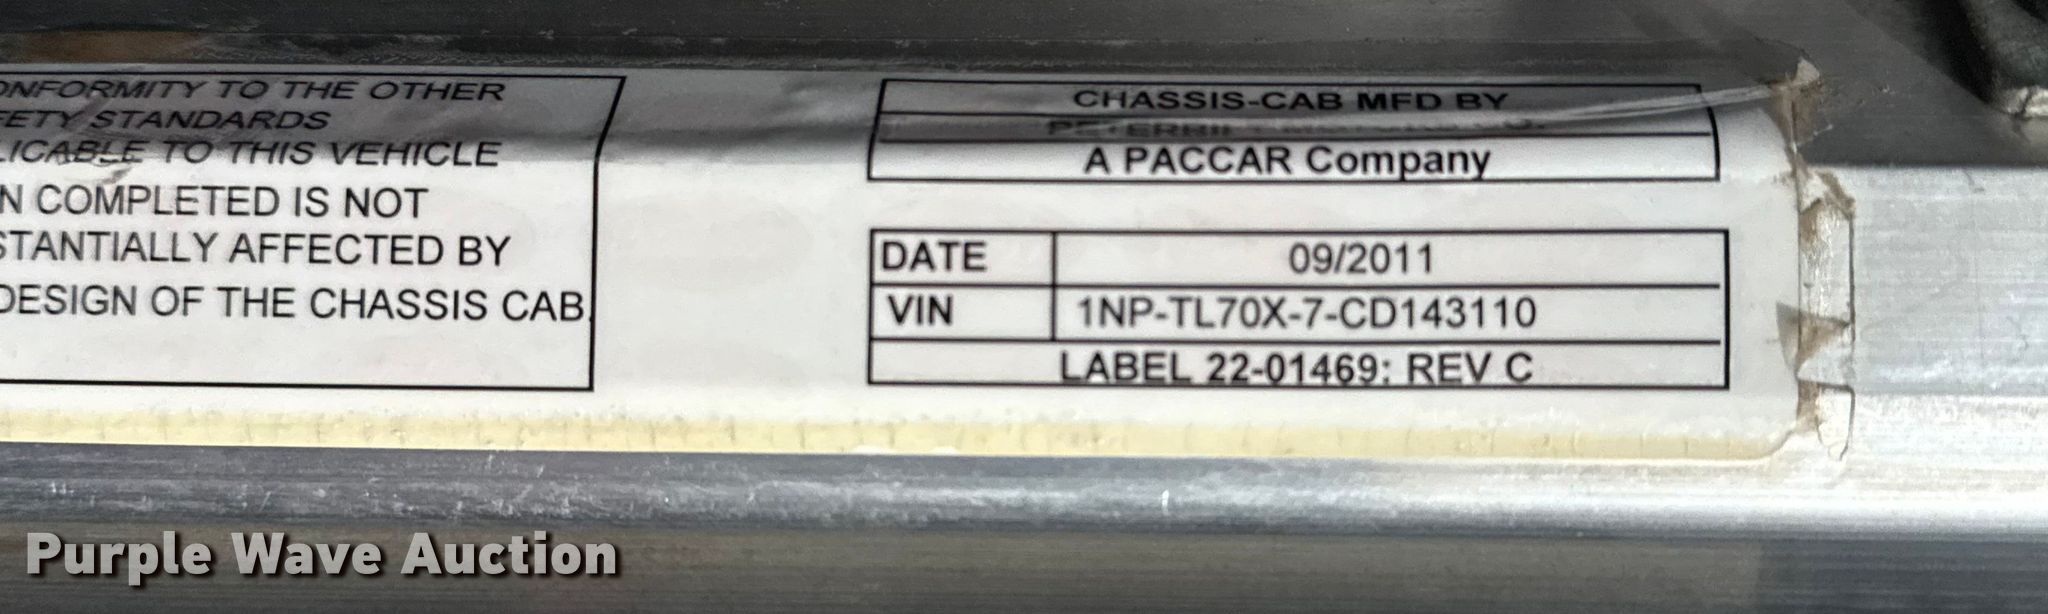 ONFORMITY TO THE OTHER
FETY STANDARDS
LICABLE TO THIS VEHICLE
N COMPLETED IS NOT
STANTIALLY AFFECTED BY
DESIGN OF THE CHASSIS CAB.
CHASSIS-CAB MFD BY
A PACCAR Company
DATE 09/2011
VIN 1NP-TL70X-7-CD143110
LABEL 22-01469: REV C
Purple Wave Auction